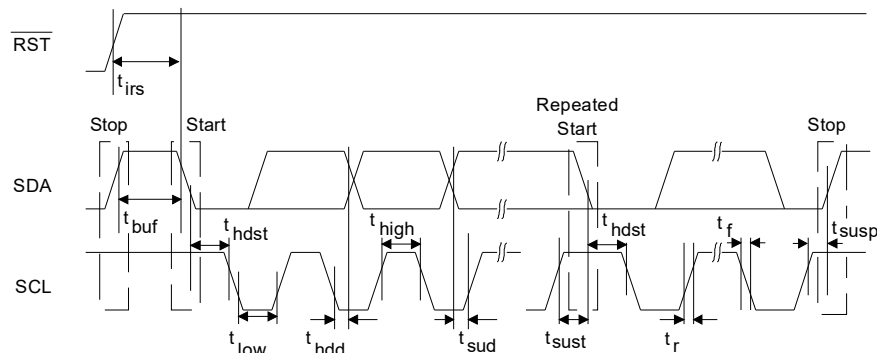 RST
t irs
Repeated
Stop Start Start Stop
SDA
t buf t hdst t high t hdst t f t susp
SCL
t low t hdd t sud t sust t r